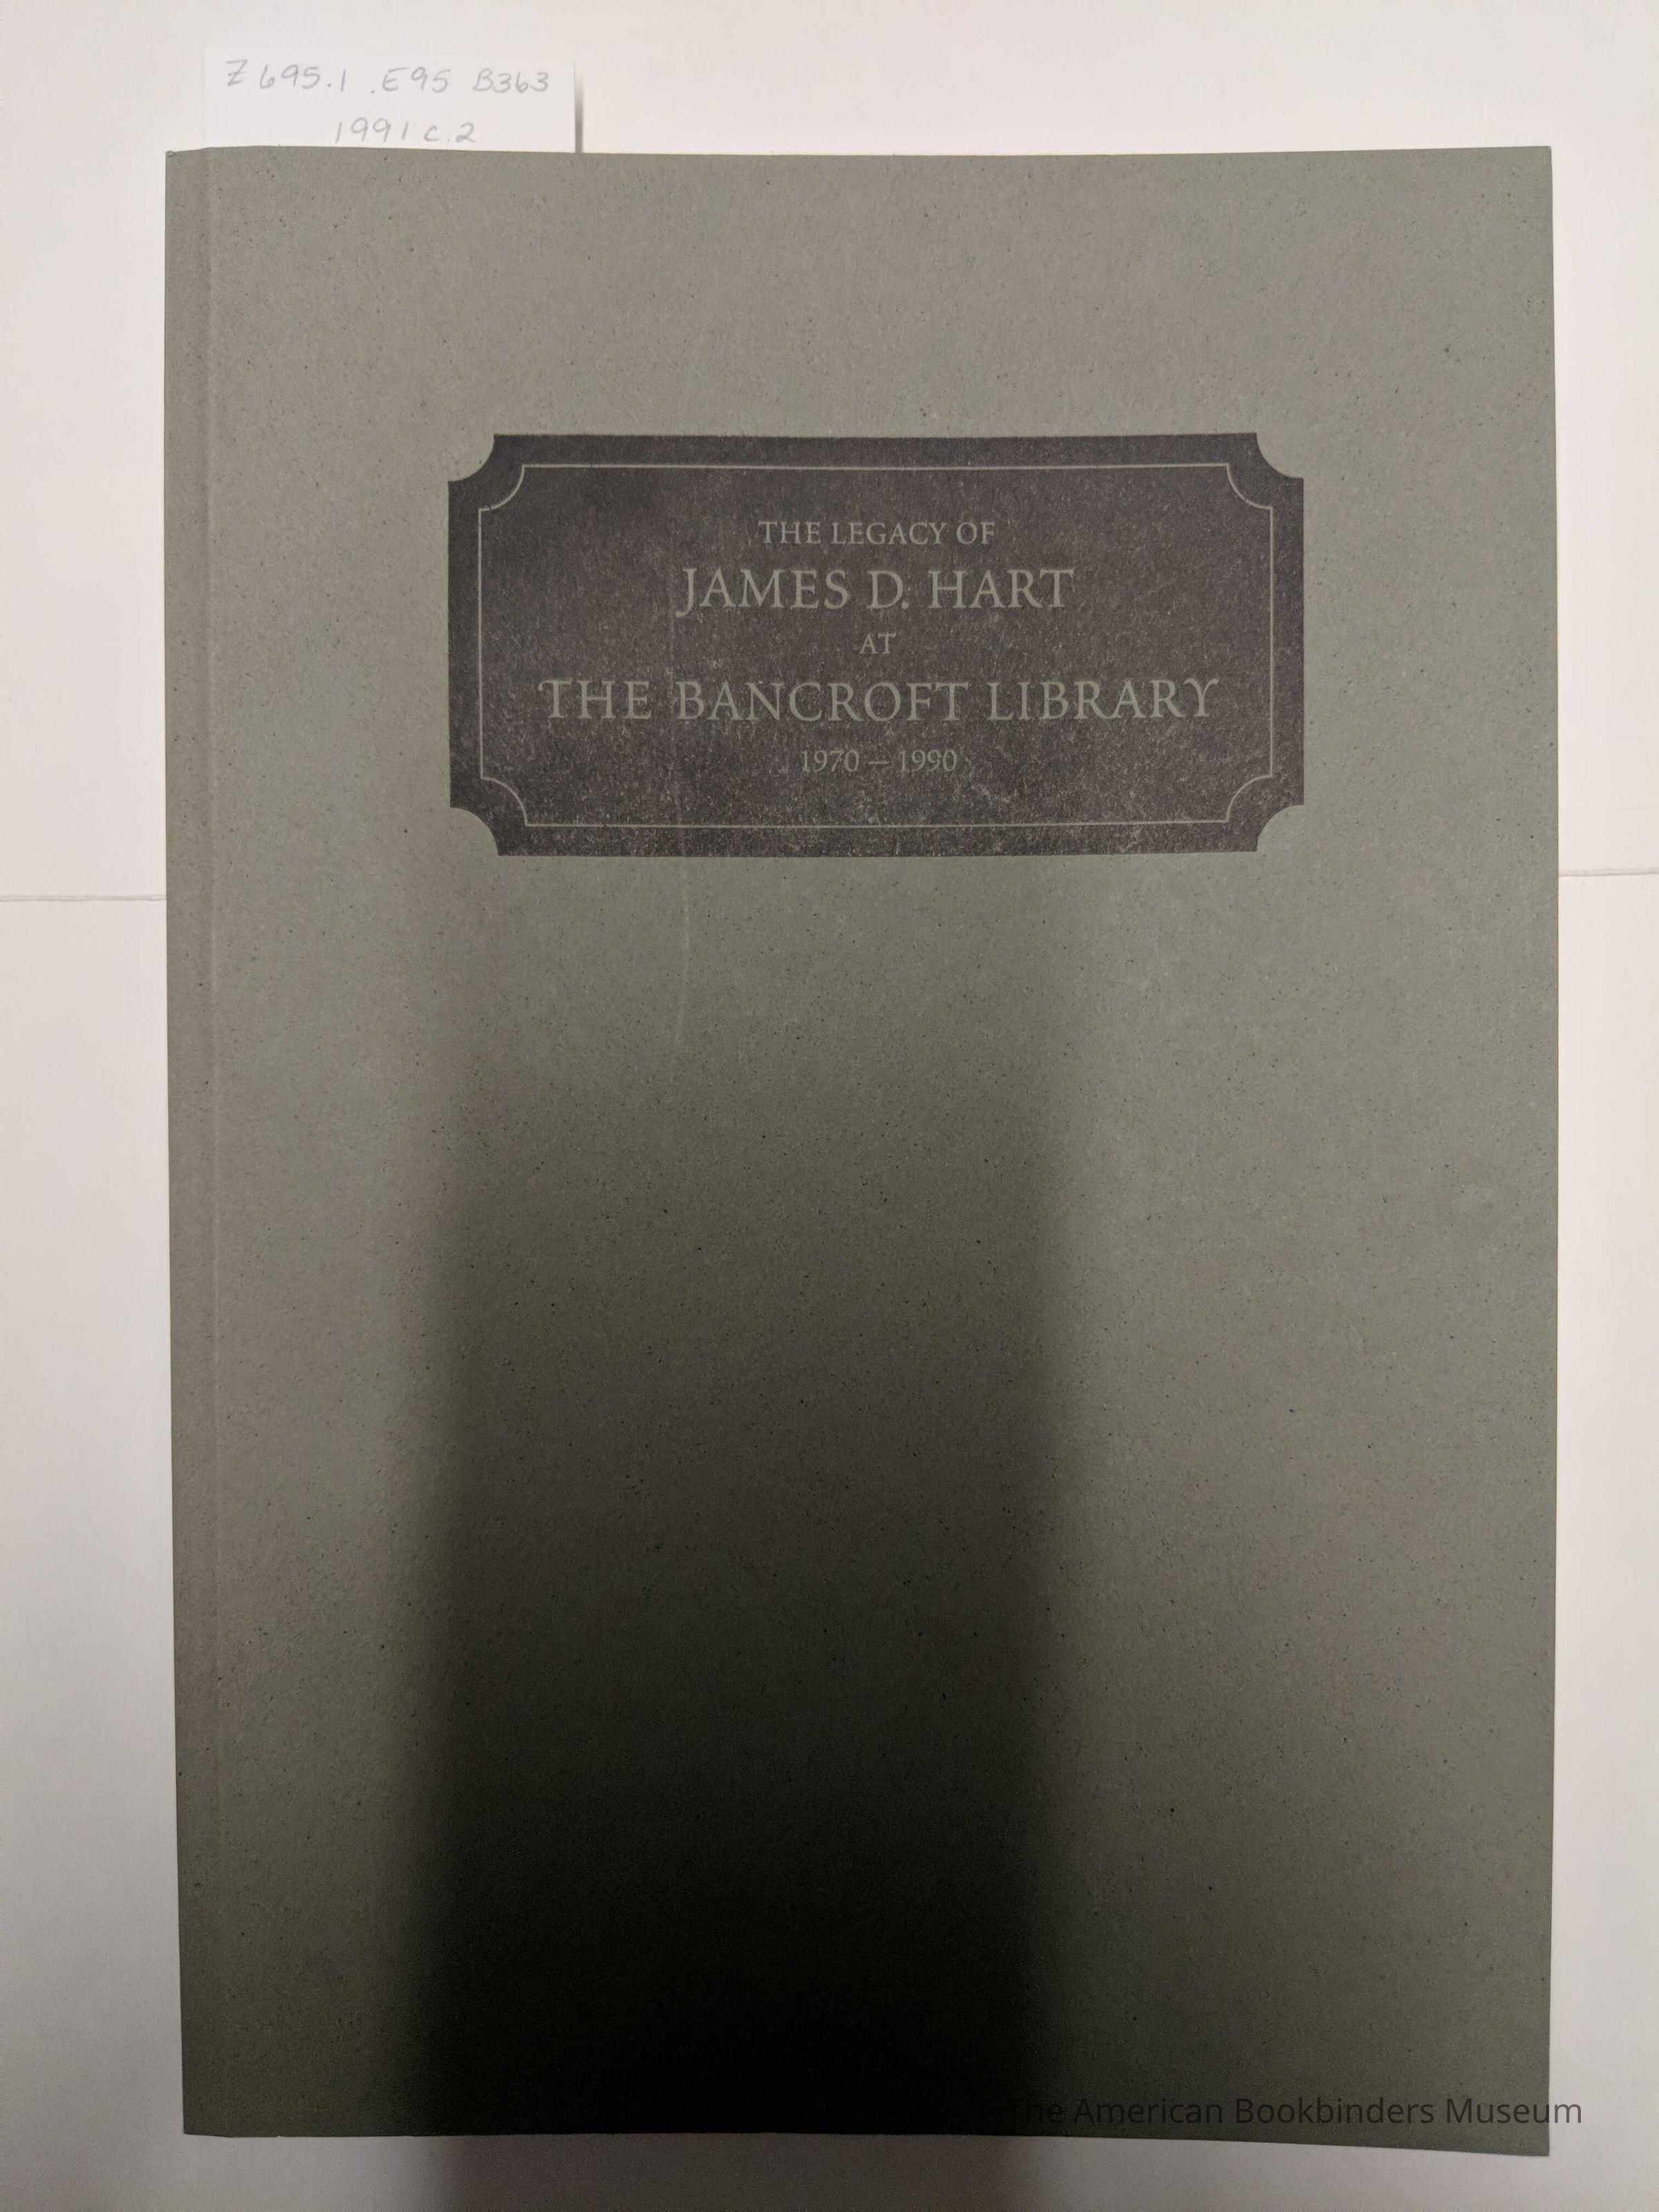 Z 695.1 .E95 B363
1991 c.2
THE LEGACY OF
JAMES D. HART
AT
THE BANCROFT LIBRARY
1970 – 1990
The American Bookbinders Museum